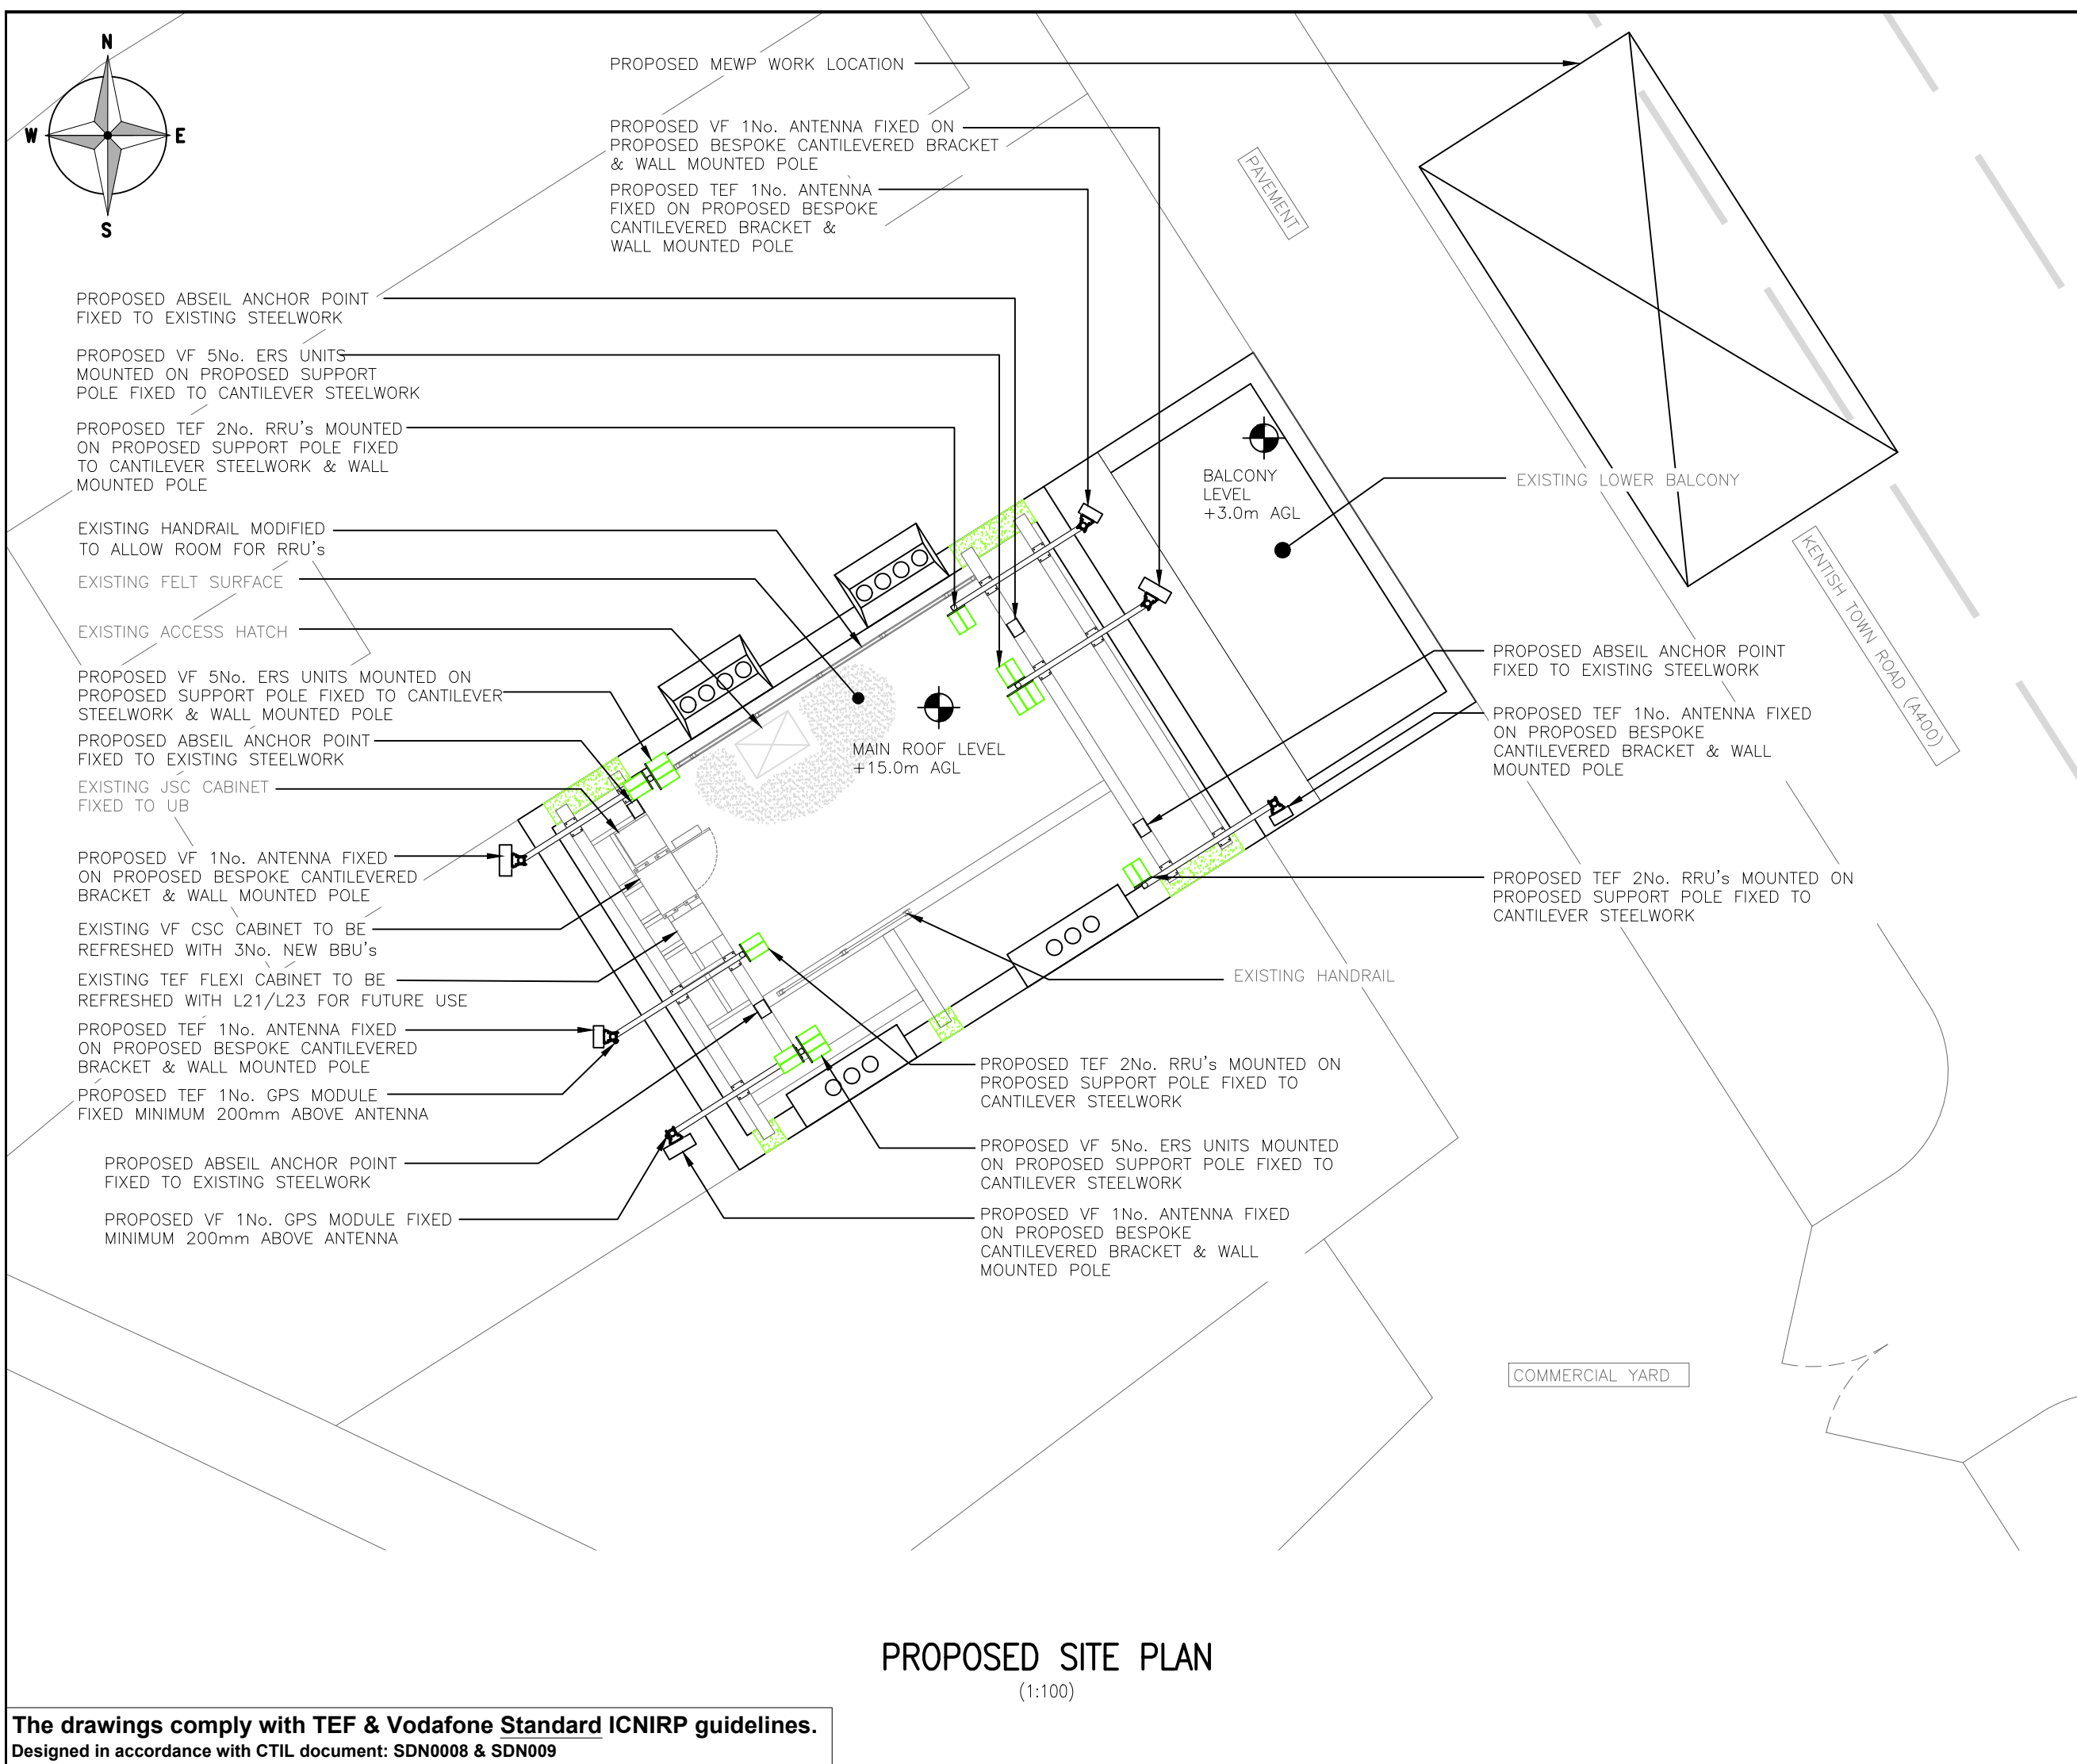 N
W
E
S
PROPOSED MEWP WORK LOCATION
PROPOSED VF 1No. ANTENNA FIXED ON
PROPOSED BESPOKE CANTILEVERED BRACKET
& WALL MOUNTED POLE
PROPOSED TEF 1No. ANTENNA
FIXED ON PROPOSED BESPOKE
CANTILEVERED BRACKET &
WALL MOUNTED POLE
PAVEMENT
PROPOSED ABSEIL ANCHOR POINT
FIXED TO EXISTING STEELWORK
PROPOSED VF 5No. ERS UNITS
MOUNTED ON PROPOSED SUPPORT
POLE FIXED TO CANTILEVER STEELWORK
PROPOSED TEF 2No. RRU's MOUNTED
ON PROPOSED SUPPORT POLE FIXED
TO CANTILEVER STEELWORK & WALL
MOUNTED POLE
EXISTING HANDRAIL MODIFIED
TO ALLOW ROOM FOR RRU's
EXISTING FELT SURFACE
EXISTING ACCESS HATCH
PROPOSED VF 5No. ERS UNITS MOUNTED ON
PROPOSED SUPPORT POLE FIXED TO CANTILEVER
STEELWORK & WALL MOUNTED POLE
PROPOSED ABSEIL ANCHOR POINT
FIXED TO EXISTING STEELWORK
EXISTING JSC CABINET
FIXED TO UB
PROPOSED VF 1No. ANTENNA FIXED
ON PROPOSED BESPOKE CANTILEVERED
BRACKET & WALL MOUNTED POLE
EXISTING VF CSC CABINET TO BE
REFRESHED WITH 3No. NEW BBU's
EXISTING TEF FLEXI CABINET TO BE
REFRESHED WITH L21/L23 FOR FUTURE USE
PROPOSED TEF 1No. ANTENNA FIXED
ON PROPOSED BESPOKE CANTILEVERED
BRACKET & WALL MOUNTED POLE
PROPOSED TEF 1No. GPS MODULE
FIXED MINIMUM 200mm ABOVE ANTENNA
PROPOSED ABSEIL ANCHOR POINT
FIXED TO EXISTING STEELWORK
PROPOSED VF 1No. GPS MODULE FIXED
MINIMUM 200mm ABOVE ANTENNA
BALCONY
LEVEL
+3.0m AGL
MAIN ROOF LEVEL
+15.0m AGL
EXISTING LOWER BALCONY
KENTISH TOWN ROAD (A400)
PROPOSED ABSEIL ANCHOR POINT
FIXED TO EXISTING STEELWORK
PROPOSED TEF 1No. ANTENNA FIXED
ON PROPOSED BESPOKE
CANTILEVERED BRACKET & WALL
MOUNTED POLE
PROPOSED TEF 2No. RRU's MOUNTED ON
PROPOSED SUPPORT POLE FIXED TO
CANTILEVER STEELWORK
EXISTING HANDRAIL
PROPOSED TEF 2No. RRU's MOUNTED ON
PROPOSED SUPPORT POLE FIXED TO
CANTILEVER STEELWORK
PROPOSED VF 5No. ERS UNITS MOUNTED
ON PROPOSED SUPPORT POLE FIXED TO
CANTILEVER STEELWORK
PROPOSED VF 1No. ANTENNA FIXED
ON PROPOSED BESPOKE
CANTILEVERED BRACKET & WALL
MOUNTED POLE
COMMERCIAL YARD
PROPOSED SITE PLAN
(1:100)
The drawings comply with TEF & Vodafone Standard ICNIRP guidelines.
Designed in accordance with CTIL document: SDN0008 & SDN009